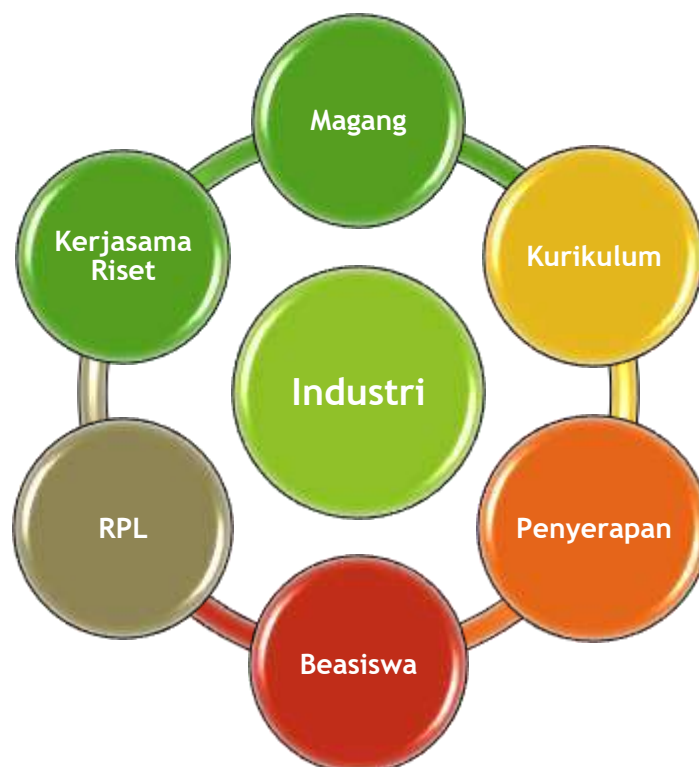 Magang
Kurikulum
Penyerapan
Beasiswa
RPL
Kerjasama
Riset
Industri